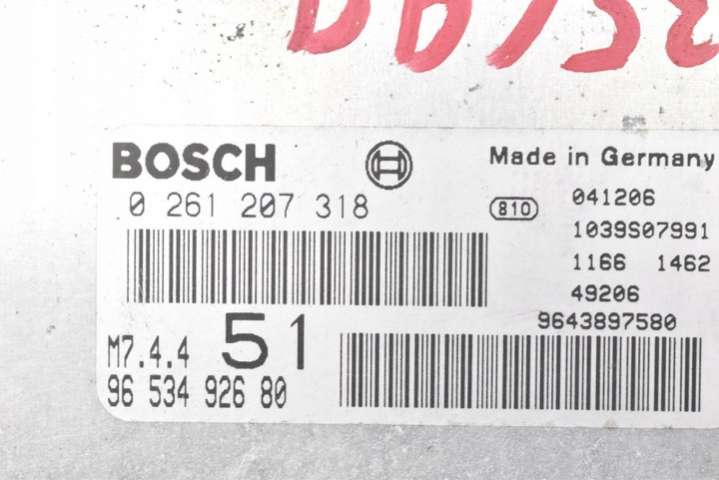 BOSCH
Made in Germany
0 261 207 318
810
041206
1039S07991
1166 1462
49206
9643897580
M7.4.4 51
96 534 926 80